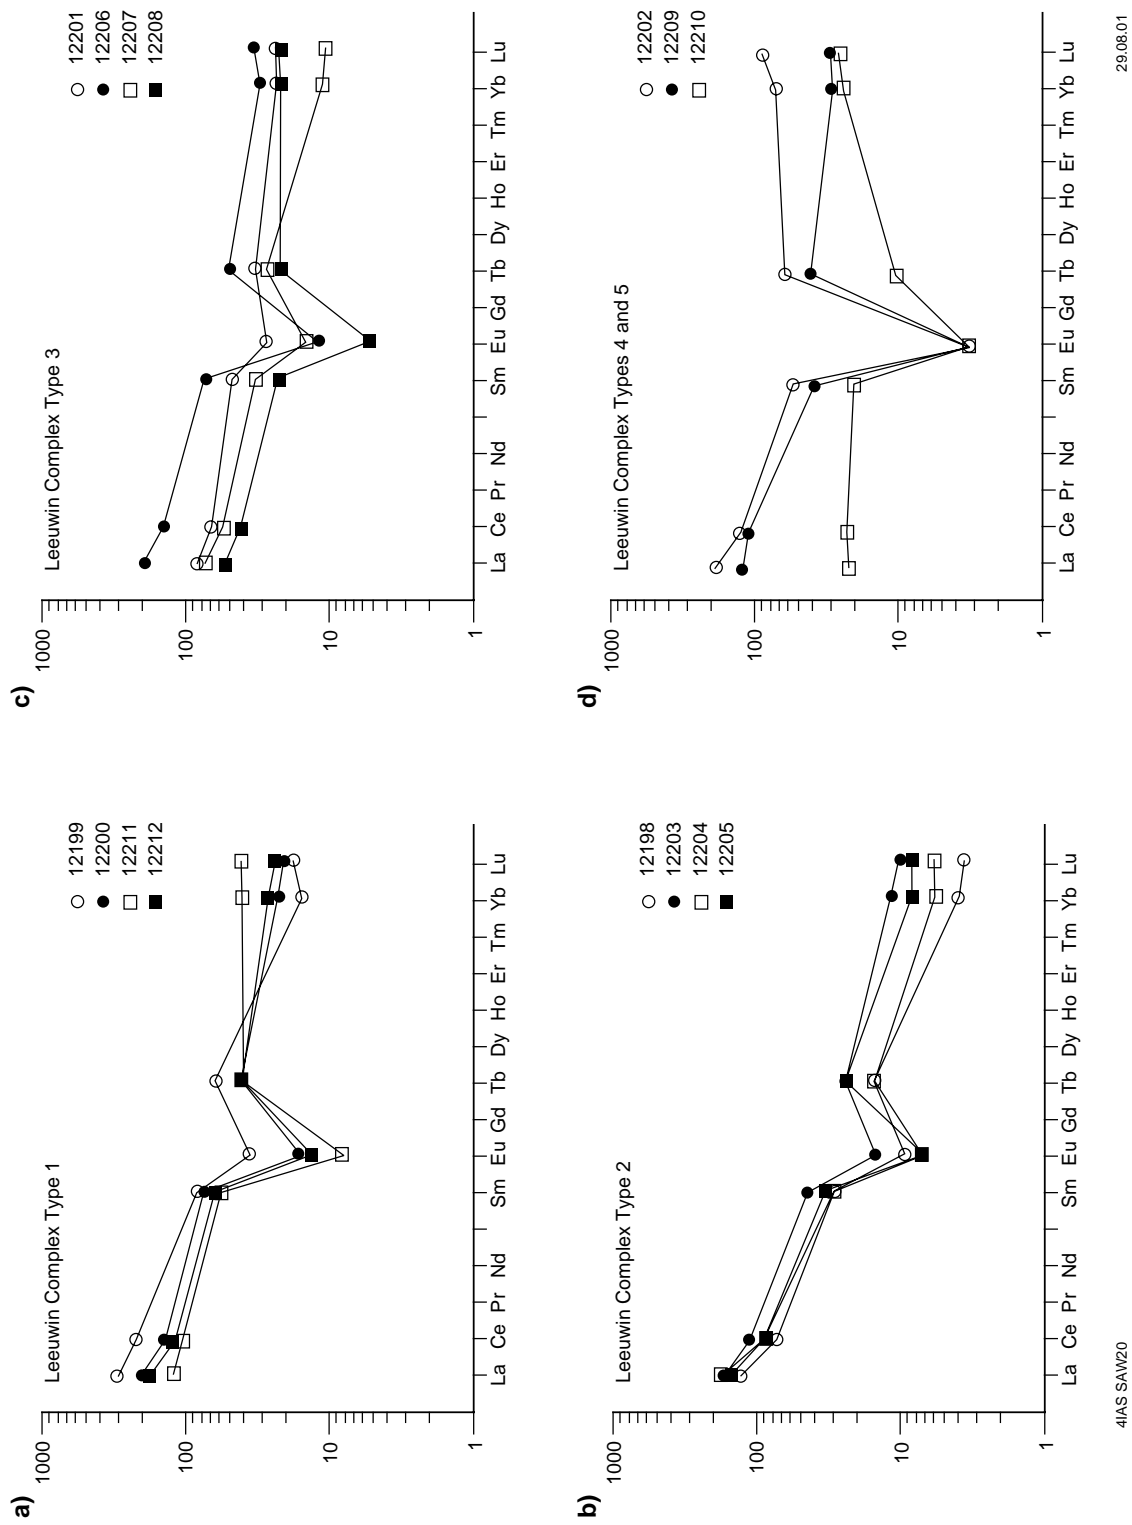 a)
Leeuwin Complex Type 1
12199
12200
12211
12212
1000
100
10
1
La Ce Pr Nd Sm Eu Gd Tb Dy Ho Er Tm Yb Lu
c)
Leeuwin Complex Type 3
12201
12206
12207
12208
1000
100
10
1
La Ce Pr Nd Sm Eu Gd Tb Dy Ho Er Tm Yb Lu
b)
Leeuwin Complex Type 2
12198
12203
12204
12205
1000
100
10
1
La Ce Pr Nd Sm Eu Gd Tb Dy Ho Er Tm Yb Lu
d)
Leeuwin Complex Types 4 and 5
12202
12209
12210
1000
100
10
1
La Ce Pr Nd Sm Eu Gd Tb Dy Ho Er Tm Yb Lu
4IAS SAW20
29.08.01